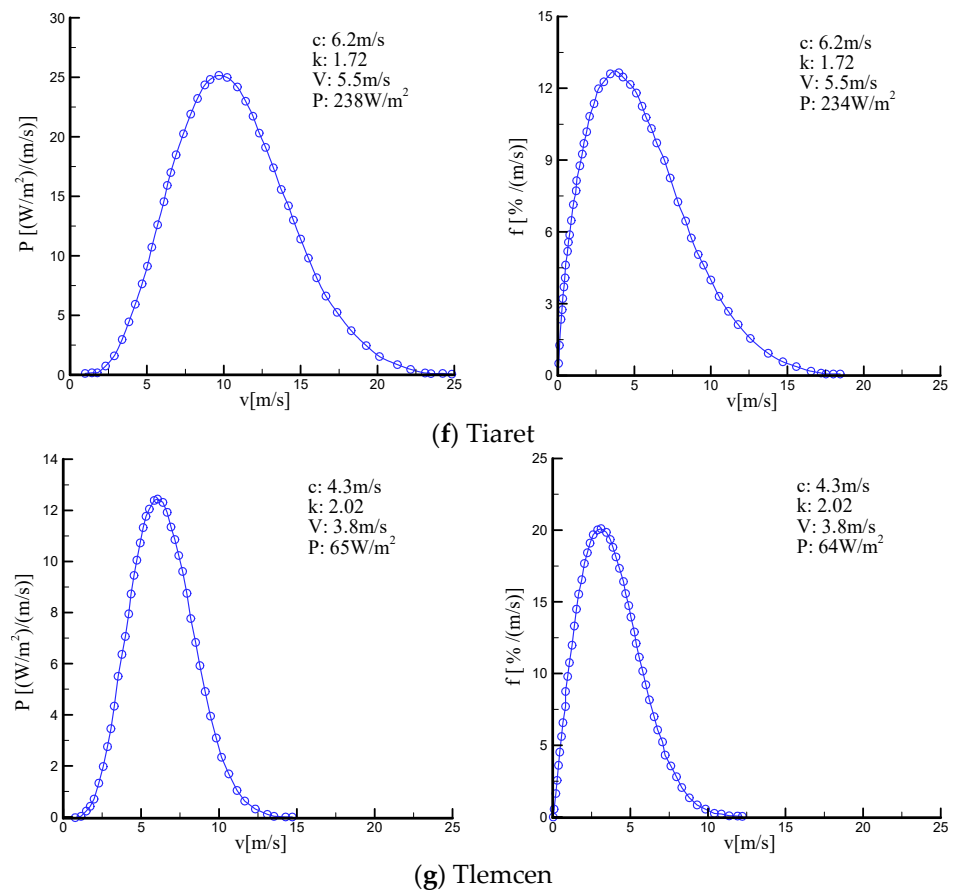 P [(W/m²)/(m/s)]
30
25
20
15
10
5
0
c: 6.2m/s
k: 1.72
V: 5.5m/s
P: 238W/m²
0 5 10 15 20 25
v[m/s]
f [ % /(m/s)]
15
12
9
6
3
0
c: 6.2m/s
k: 1.72
V: 5.5m/s
P: 234W/m²
0 5 10 15 20 25
v[m/s]
(f) Tiaret
P [(W/m²)/(m/s)]
14
12
10
8
6
4
2
0
c: 4.3m/s
k: 2.02
V: 3.8m/s
P: 65W/m²
0 5 10 15 20 25
v[m/s]
f [ % /(m/s)]
25
20
15
10
5
0
c: 4.3m/s
k: 2.02
V: 3.8m/s
P: 64W/m²
0 5 10 15 20 25
v[m/s]
(g) Tlemcen